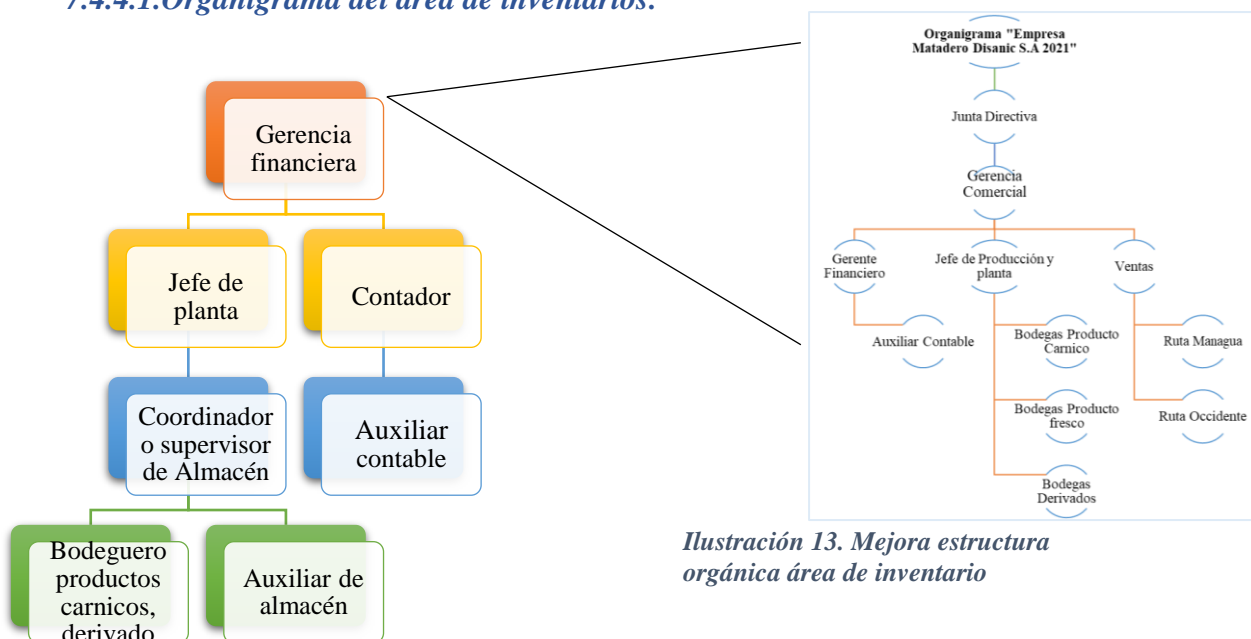 7.4.4.1.Organigrama del área de inventarios.
Gerencia
financiera
Jefe de
planta
Contador
Coordinador
o supervisor
de Almacén
Auxiliar
contable
Bodeguero
productos
carnicos,
derivado
Auxiliar de
almacén
Organigrama "Empresa
Matadero Disanic S.A 2021"
Junta Directiva
Gerencia
Comercial
Gerente
Financiero
Jefe de Producción y
planta
Ventas
Auxiliar Contable
Bodegas Producto
Carnico
Ruta Managua
Bodegas Producto
fresco
Ruta Occidente
Bodegas
Derivados
Ilustración 13. Mejora estructura
orgánica área de inventario